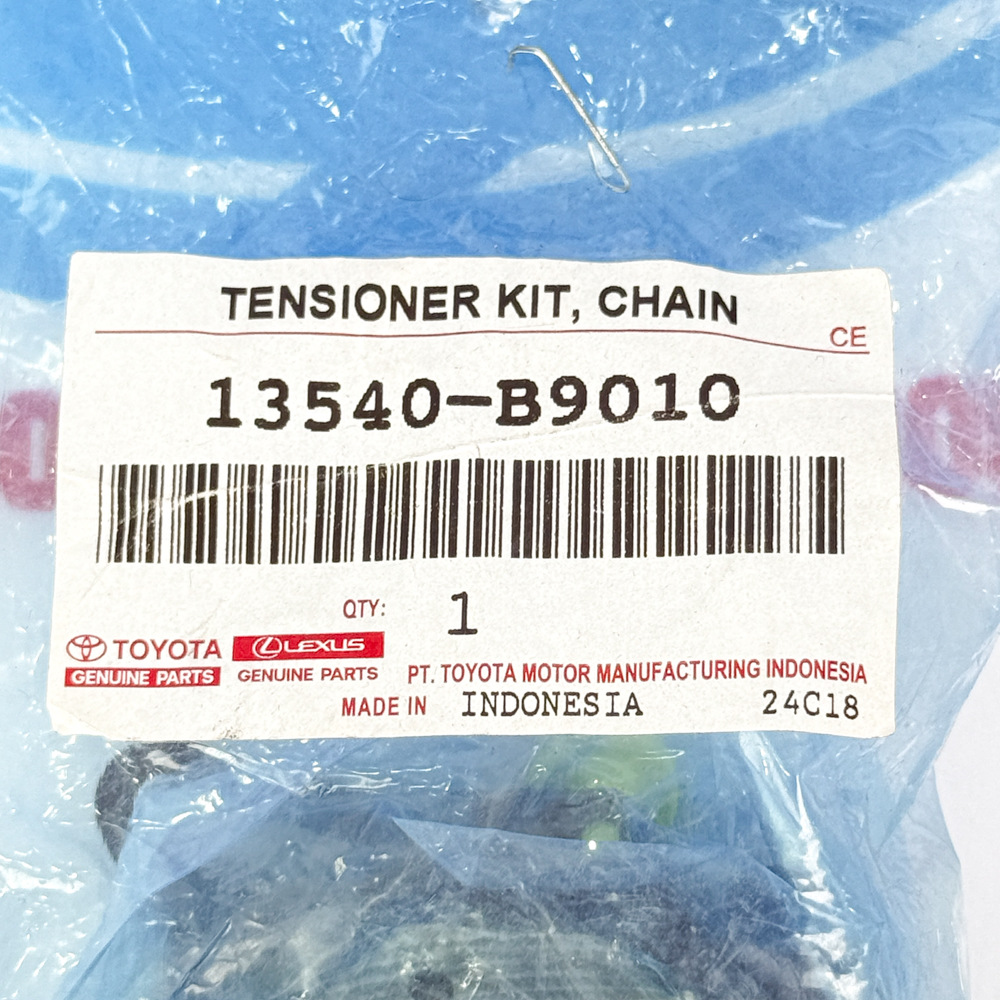 TENSIONER KIT, CHAIN
CE
13540-B9010
QTY: 1
TOYOTA LEXUS
GENUINE PARTS GENUINE PARTS
PT. TOYOTA MOTOR MANUFACTURING INDONESIA
MADE IN INDONESIA 24C18